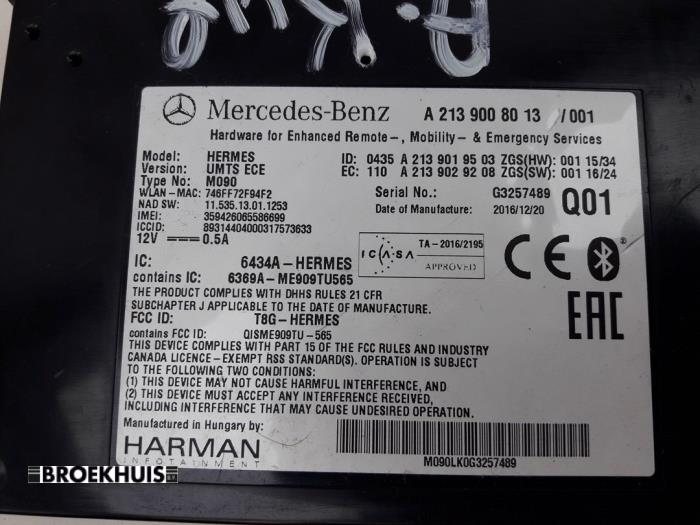 Mercedes-Benz A 213 900 80 13 /001
Hardware for Enhanced Remote-, Mobility- & Emergency Services
Model: HERMES ID: 0435 A 213 901 95 03 ZGS(HW): 001 15/34
Version: UMTS ECE EC: 110 A 213 902 92 08 ZGS(SW): 001 16/24
Type No: M090
WLAN-MAC: 746FF72F94F2 Serial No.: G3257489
NAD SW: 11.535.13.01.1253 Date of Manufacture: 2016/12/20 Q01
IMEI: 359426065586699
ICCID: 89314404000317573633
12V 0.5A
TA-2016/2195
ICASA
APPROVED
CE
IC: 6434A-HERMES
contains IC: 6369A-ME909TU565
THE PRODUCT COMPLIES WITH DHHS RULES 21 CFR
SUBCHAPTER J APPLICABLE TO THE DATE OF MANUFACTURE.
EAC
FCC ID: T8G-HERMES
contains FCC ID: QISME909TU-565
THIS DEVICE COMPLIES WITH PART 15 OF THE FCC RULES AND INDUSTRY
CANADA LICENCE-EXEMPT RSS STANDARD(S). OPERATION IS SUBJECT
TO THE FOLLOWING TWO CONDITIONS:
(1) THIS DEVICE MAY NOT CAUSE HARMFUL INTERFERENCE, AND
(2) THIS DEVICE MUST ACCEPT ANY INTERFERENCE RECEIVED,
INCLUDING INTERFERENCE THAT MAY CAUSE UNDESIRED OPERATION.
Manufactured in Hungary by:
HARMAN
INFOTAINMENT
M090LK0G3257489
BROEKHUIS